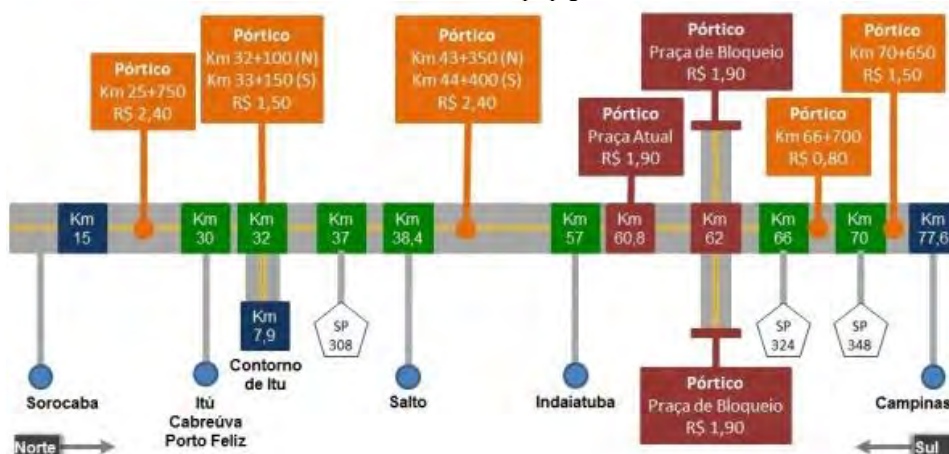 Pórtico
Km 25+750
R$ 2,40
Pórtico
Km 32+100 (N)
Km 33+150 (S)
R$ 1,50
Pórtico
Km 43+350 (N)
Km 44+400 (S)
R$ 2,40
Pórtico
Praça Atual
R$ 1,90
Pórtico
Praça de Bloqueio
R$ 1,90
Pórtico
Km 66+700
R$ 0,80
Pórtico
Km 70+650
R$ 1,50
Km
15
Km
30
Km
32
Km
37
Km
38,4
Km
57
Km
60,8
Km
62
Km
66
Km
70
Km
77,6
Km
7,9
SP
308
SP
324
SP
348
Sorocaba
Itú
Cabreúva
Porto Feliz
Contorno
de Itu
Salto
Indaiatuba
Pórtico
Praça de Bloqueio
R$ 1,90
Campinas
Norte
Sul